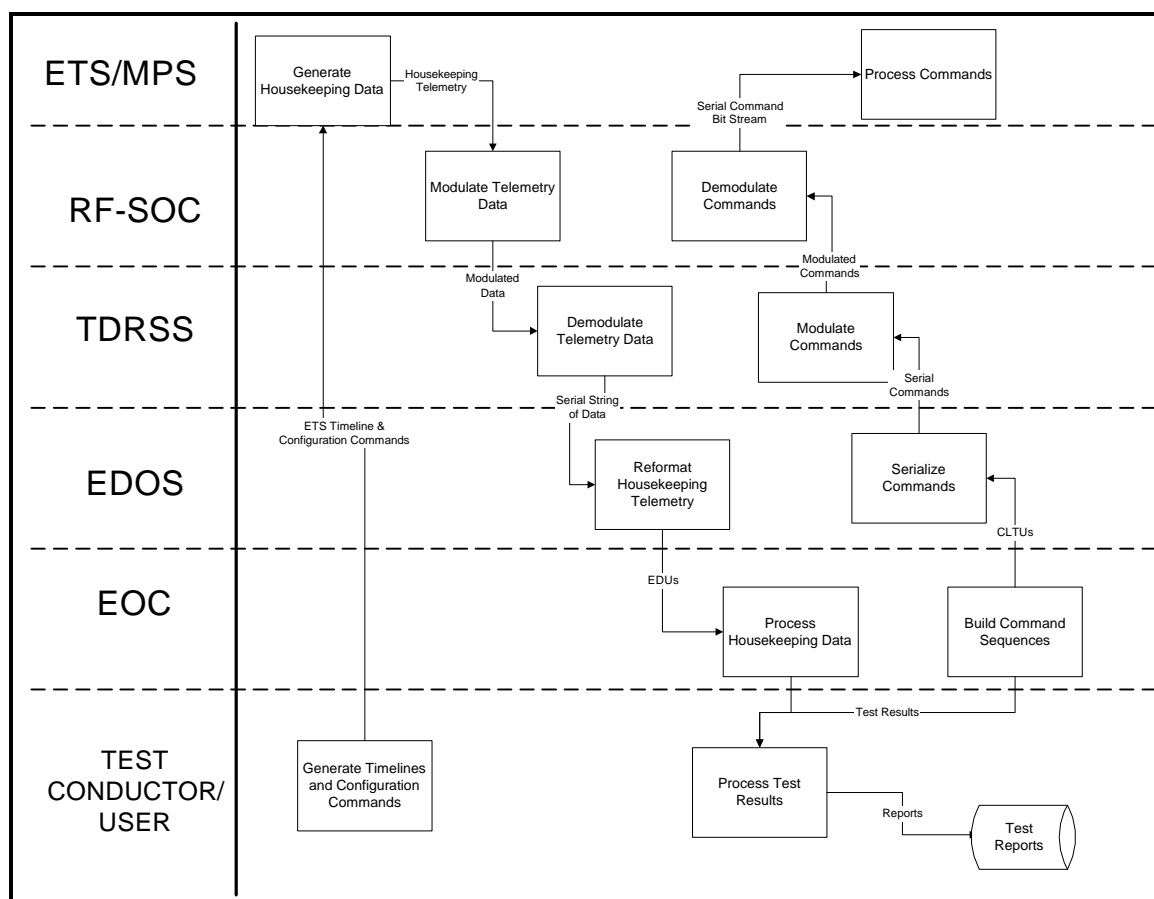 ETS/MPS
Generate
Housekeeping Data
Housekeeping
Telemetry
Process Commands
Serial Command
Bit Stream
RF-SOC
Modulate Telemetry
Data
Demodulate
Commands
Modulated
Data
Modulated
Commands
TDRSS
Demodulate
Telemetry Data
Modulate
Commands
Serial
Commands
Serial String
of Data
ETS Timeline &
Configuration Commands
EDOS
Reformat
Housekeeping
Telemetry
Serialize
Commands
CLTUs
EDUs
EOC
Process
Housekeeping Data
Build Command
Sequences
Test Results
TEST
CONDUCTOR/
USER
Generate Timelines
and Configuration
Commands
Process Test
Results
Reports
Test
Reports